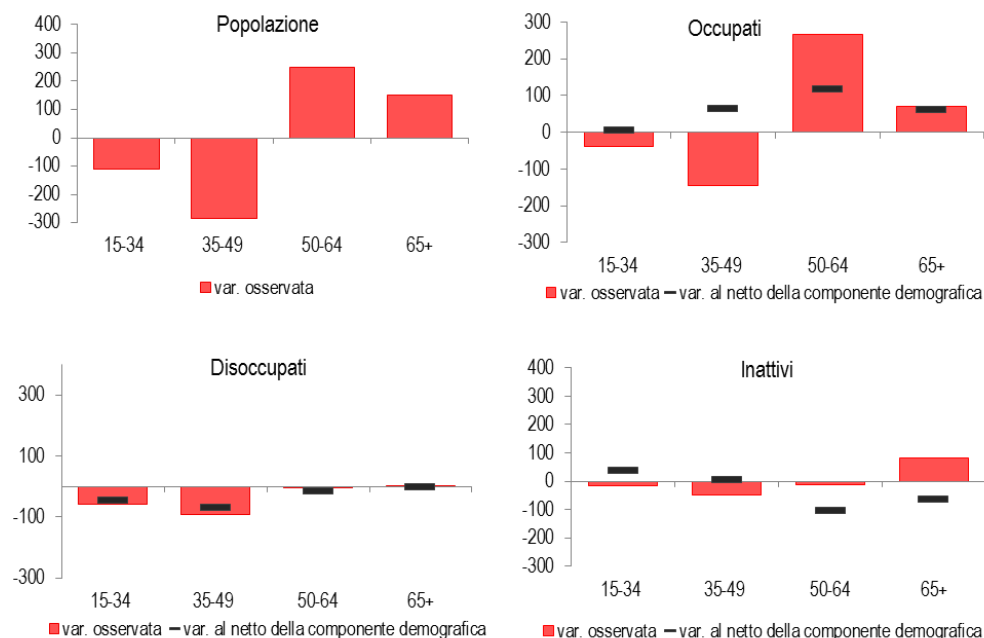 Popolazione
400
300
200
100
0
-100
-200
-300
15-34 35-49 50-64 65+
var. osservata
Occupati
300
200
100
0
-100
-200
-300
15-34 35-49 50-64 65+
var. osservata var. al netto della componente demografica
Disoccupati
300
100
-100
-300
15-34 35-49 50-64 65+
var. osservata var. al netto della componente demografica
Inattivi
400
300
200
100
0
-100
-200
-300
15-34 35-49 50-64 65+
var. osservata var. al netto della componente demografica